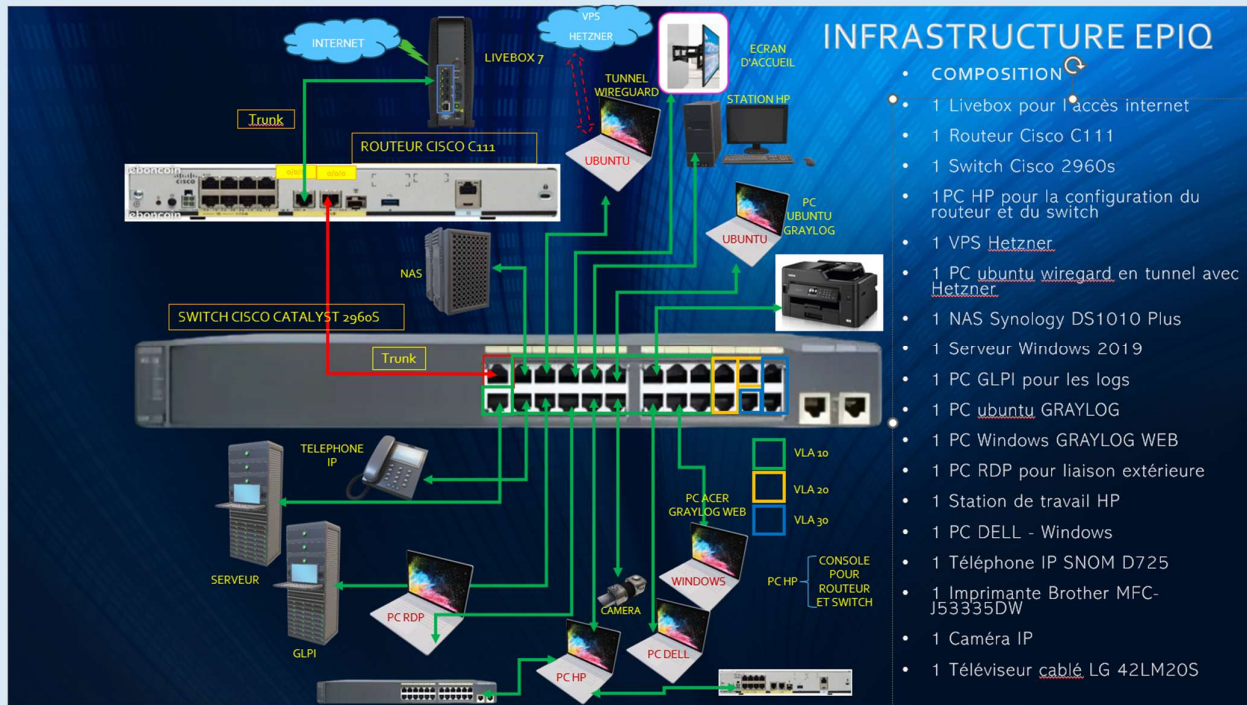 INFRASTRUCTURE EPIQ
COMPOSITION
1 Livebox pour l'accès internet
1 Routeur Cisco C111
1 Switch Cisco 2960s
1PC HP pour la configuration du
routeur et du switch
1 VPS Hetzner
1 PC ubuntu wiregard en tunnel avec
Hetzner
1 NAS Synology DS1010 Plus
1 Serveur Windows 2019
1 PC GLPI pour les logs
1 PC ubuntu GRAYLOG
1 PC Windows GRAYLOG WEB
1 PC RDP pour liaison extérieure
1 Station de travail HP
1 PC DELL - Windows
1 Téléphone IP SNOM D725
1 Imprimante Brother MFC-
J53335DW
1 Caméra IP
1 Téléviseur cablé LG 42LM20S
INTERNET
LIVEBOX 7
VPS
HETZNER
TUNNEL
WIREGUARD
UBUNTU
ECRAN
D'ACCUEIL
STATION HP
Trunk
ROUTEUR CISCO C111
eboncoin
CISCO
eboncoin
PC
UBUNTU
GRAYLOG
UBUNTU
NAS
SWITCH CISCO CATALYST 2960S
Trunk
TELEPHONE
IP
SERVEUR
GLPI
PC RDP
CAMERA
PC HP
PC DELL
PC ACER
GRAYLOG WEB
WINDOWS
VLA 10
VLA 20
VLA 30
PC HP
CONSOLE
POUR
ROUTEUR
ET SWITCH